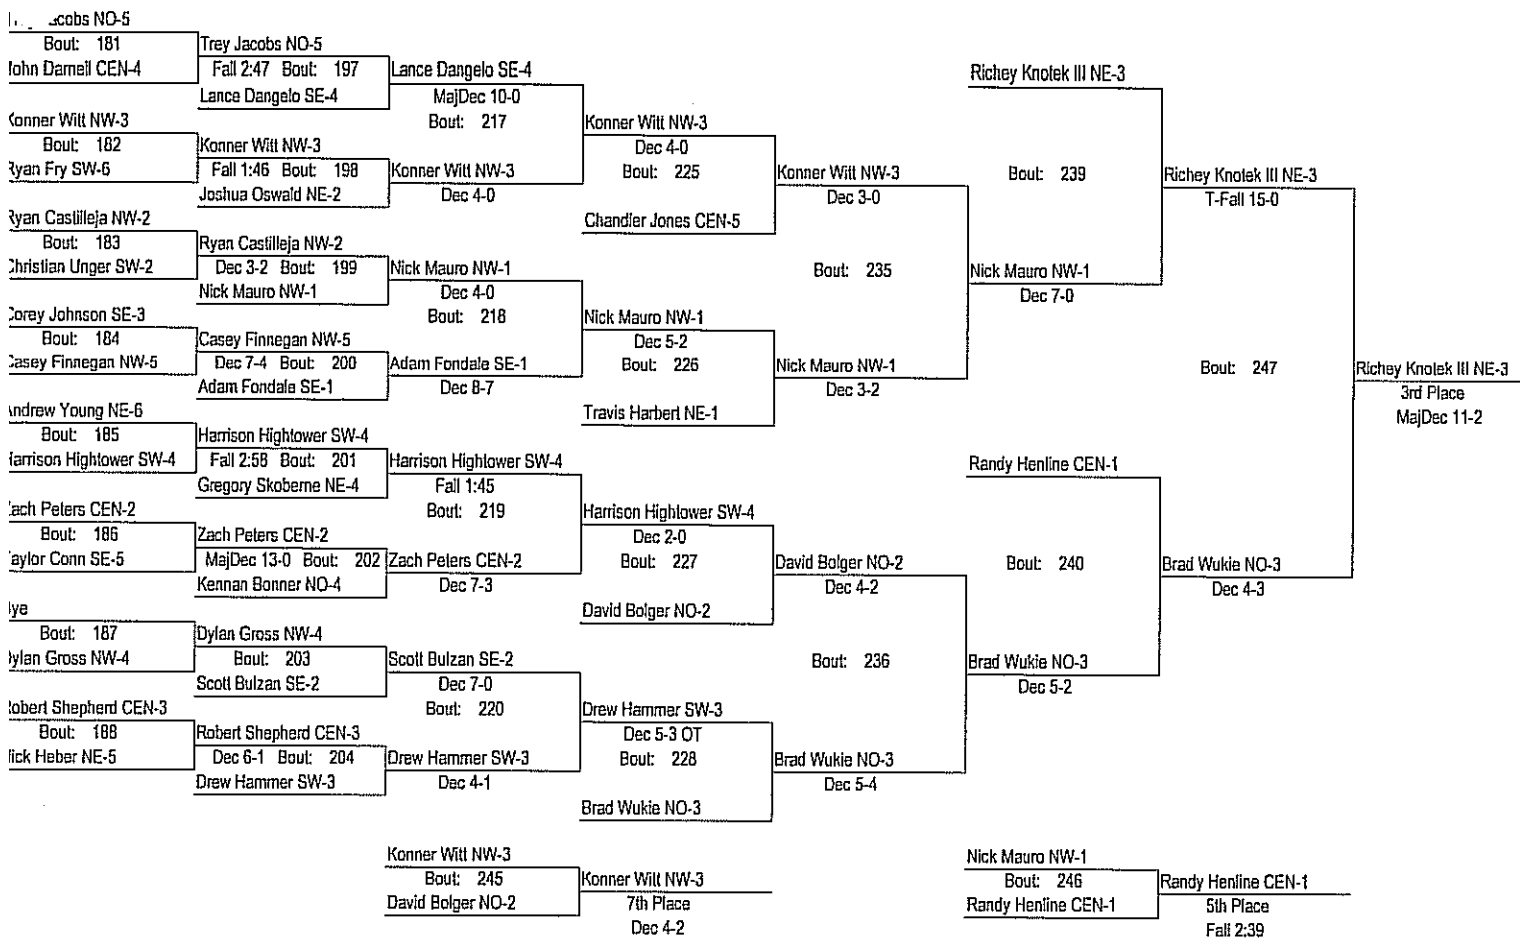 Jacobs NO-5
Bout: 181
John Darnell CEN-4
Konner Witt NW-3
Bout: 182
Ryan Fry SW-6
Ryan Castilleja NW-2
Bout: 183
Christian Unger SW-2
Corey Johnson SE-3
Bout: 184
Casey Finnegan NW-5
Andrew Young NE-6
Bout: 185
Harrison Hightower SW-4
Zach Peters CEN-2
Bout: 186
Taylor Conn SE-5
Bye
Bout: 187
Dylan Gross NW-4
Robert Shepherd CEN-3
Bout: 188
Nick Heber NE-5
Trey Jacobs NO-5
Fall 2:47 Bout: 197
Lance Dangelo SE-4
Konner Witt NW-3
Fall 1:46 Bout: 198
Joshua Oswald NE-2
Ryan Castilleja NW-2
Dec 3-2 Bout: 199
Nick Mauro NW-1
Casey Finnegan NW-5
Dec 7-4 Bout: 200
Adam Fondale SE-1
Harrison Hightower SW-4
Fall 2:58 Bout: 201
Gregory Skoberne NE-4
Zach Peters CEN-2
MajDec 13-0 Bout: 202
Kennan Bonner NO-4
Dylan Gross NW-4
Bout: 203
Scott Bulzan SE-2
Robert Shepherd CEN-3
Dec 6-1 Bout: 204
Drew Hammer SW-3
Lance Dangelo SE-4
MajDec 10-0
Bout: 217
Konner Witt NW-3
Dec 4-0
Nick Mauro NW-1
Dec 4-0
Bout: 218
Adam Fondale SE-1
Dec 8-7
Harrison Hightower SW-4
Fall 1:45
Bout: 219
Zach Peters CEN-2
Dec 7-3
Scott Bulzan SE-2
Dec 7-0
Bout: 220
Drew Hammer SW-3
Dec 4-1
Konner Witt NW-3
Dec 4-0
Bout: 225
Chandler Jones CEN-5
Nick Mauro NW-1
Dec 5-2
Bout: 226
Travis Harbert NE-1
Harrison Hightower SW-4
Dec 2-0
Bout: 227
David Bolger NO-2
Drew Hammer SW-3
Dec 5-3 OT
Bout: 228
Brad Wukie NO-3
Konner Witt NW-3
Dec 3-0
Bout: 235
Nick Mauro NW-1
Dec 3-2
David Bolger NO-2
Dec 4-2
Bout: 236
Brad Wukie NO-3
Dec 5-4
Richey Knotek III NE-3
Bout: 239
Nick Mauro NW-1
Dec 7-0
Randy Henline CEN-1
Bout: 240
Brad Wukie NO-3
Dec 5-2
Richey Knotek III NE-3
T-Fall 15-0
Bout: 247
Brad Wukie NO-3
Dec 4-3
Richey Knotek III NE-3
3rd Place
MajDec 11-2
Konner Witt NW-3
Bout: 245
David Bolger NO-2
Konner Witt NW-3
7th Place
Dec 4-2
Nick Mauro NW-1
Bout: 246
Randy Henline CEN-1
Randy Henline CEN-1
5th Place
Fall 2:39